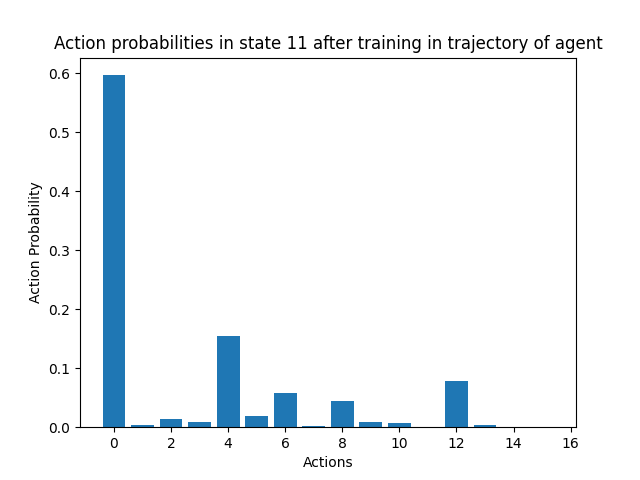 Action probabilities in state 11 after training in trajectory of agent
0.6
0.5
0.4
0.3
0.2
0.1
0.0
Action Probability
0 2 4 6 8 10 12 14 16
Actions